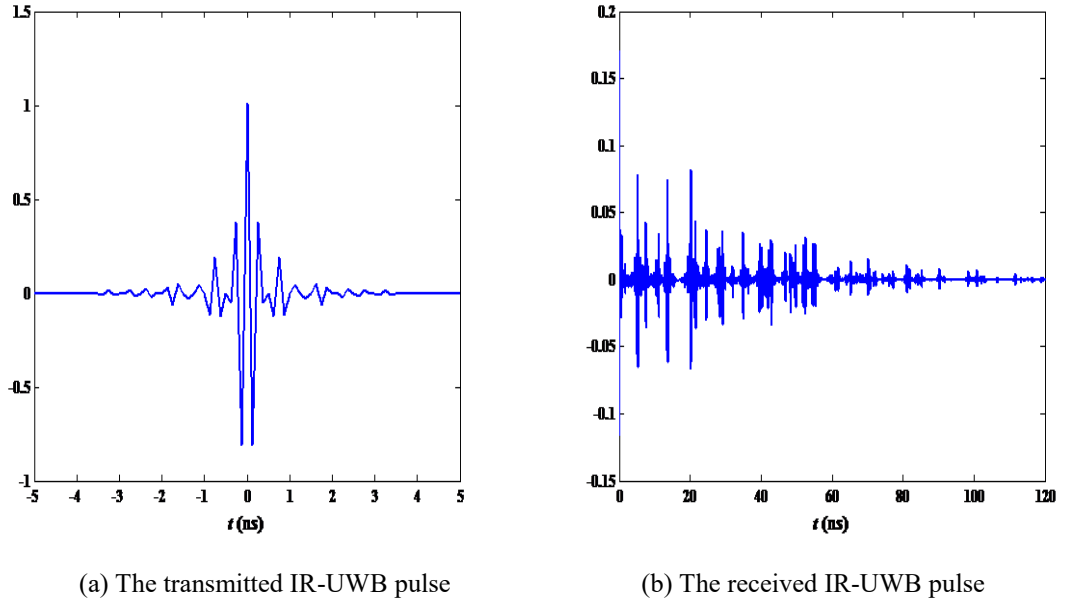 1.5
1
0.5
0
-0.5
-1
-5 -4 -3 -2 -1 0 1 2 3 4 5
t (ns)
(a) The transmitted IR-UWB pulse
0.2
0.15
0.1
0.05
0
-0.05
-0.1
-0.15
0 20 40 60 80 100 120
t (ns)
(b) The received IR-UWB pulse